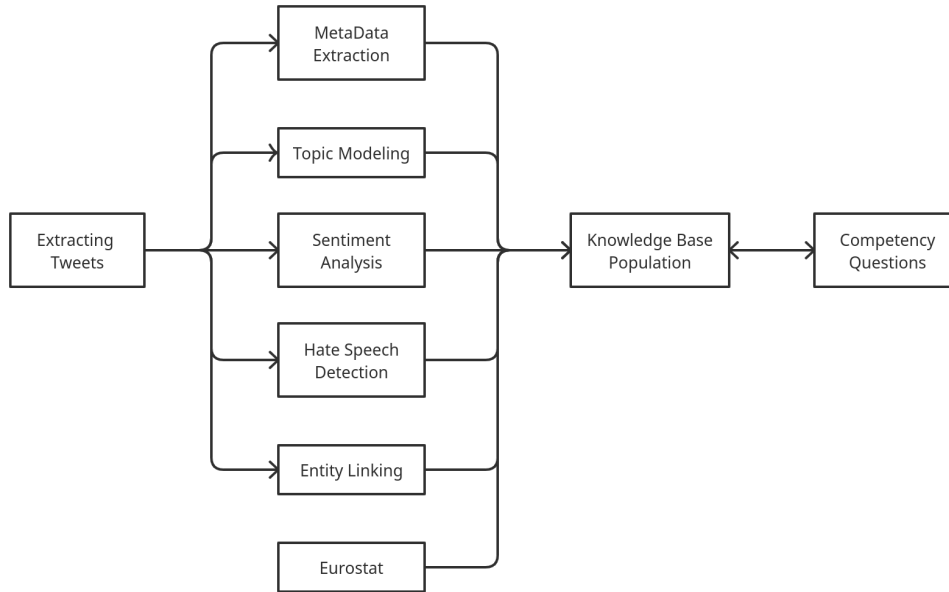 MetaData
Extraction
Topic Modeling
Extracting
Tweets
Sentiment
Analysis
Knowledge Base
Population
Competency
Questions
Hate Speech
Detection
Entity Linking
Eurostat